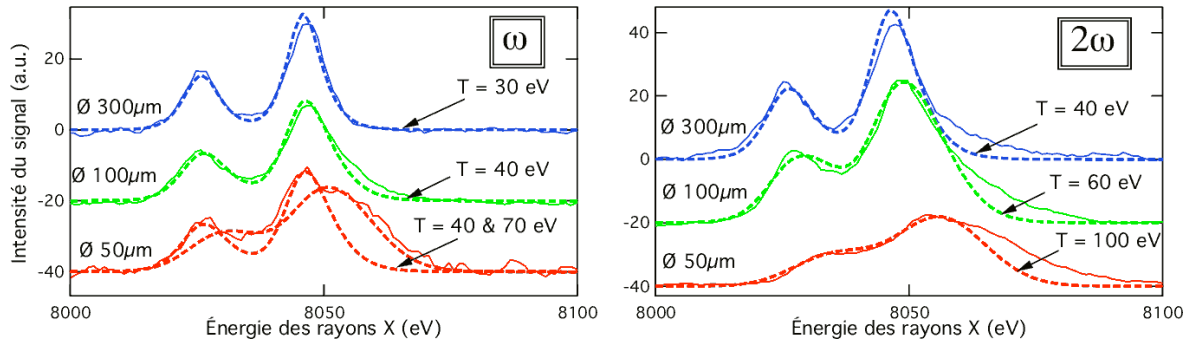 Intensité du signal (a.u.)
20
0
-20
-40
ω
Ø 300µm
T = 30 eV
Ø 100µm
T = 40 eV
Ø 50µm
T = 40 & 70 eV
8000
8050
8100
Énergie des rayons X (eV)
40
20
0
-20
-40
2ω
Ø 300µm
T = 40 eV
Ø 100µm
T = 60 eV
Ø 50µm
T = 100 eV
8000
8050
8100
Énergie des rayons X (eV)